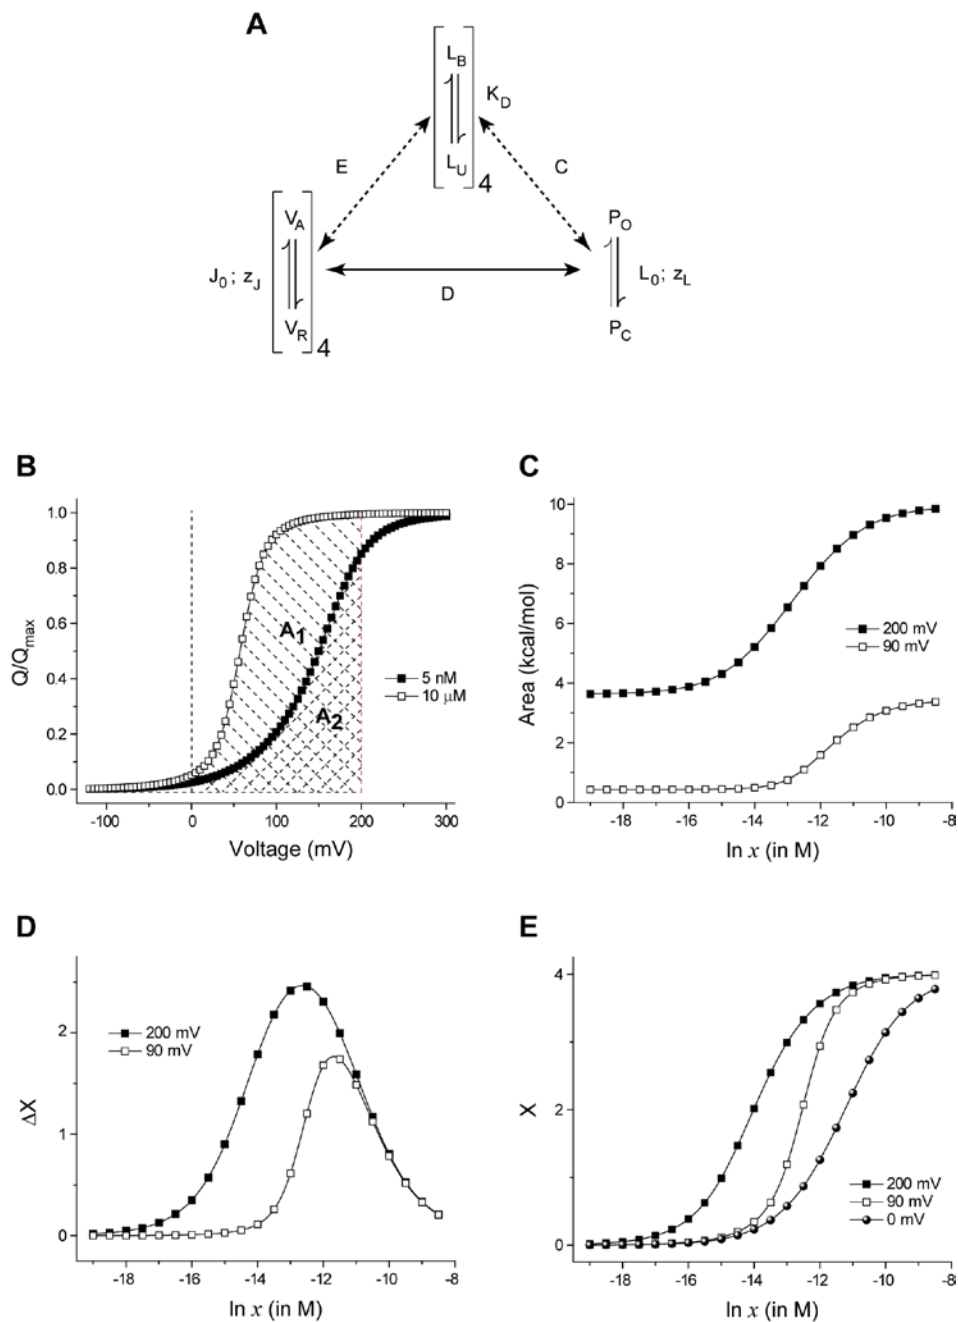 A
L_B
K_D
L_U
4
E
C
V_A
J_0 ; z_J
V_R
4
D
P_O
L_0 ; z_L
P_C
B
1.0
0.8
0.6
0.4
0.2
0.0
Q/Q_max
A_1
A_2
5 nM
10 μM
-100 0 100 200 300
Voltage (mV)
C
10
8
6
4
2
0
Area (kcal/mol)
200 mV
90 mV
-18 -16 -14 -12 -10 -8
ln x (in M)
D
2
1
0
ΔX
200 mV
90 mV
-18 -16 -14 -12 -10 -8
ln x (in M)
E
4
2
0
X
200 mV
90 mV
0 mV
-18 -16 -14 -12 -10 -8
ln x (in M)